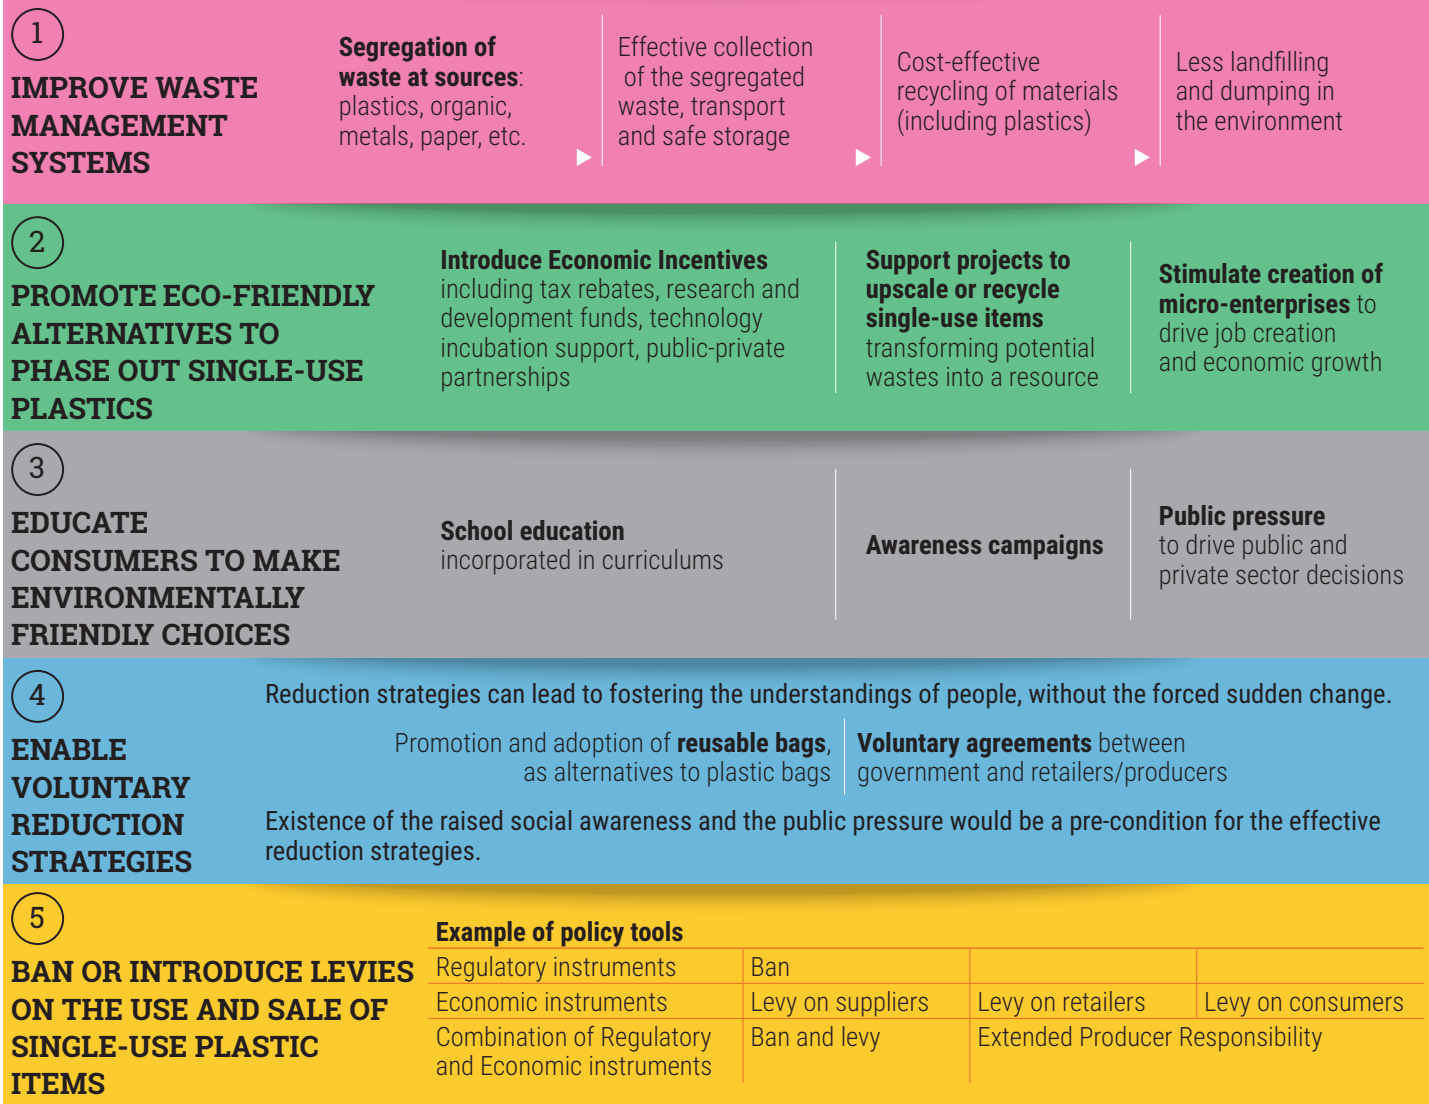 1
IMPROVE WASTE
MANAGEMENT
SYSTEMS
Segregation of
waste at sources:
plastics, organic,
metals, paper, etc.
Effective collection
of the segregated
waste, transport
and safe storage
Cost-effective
recycling of materials
(including plastics)
Less landfilling
and dumping in
the environment
2
PROMOTE ECO-FRIENDLY
ALTERNATIVES TO
PHASE OUT SINGLE-USE
PLASTICS
Introduce Economic Incentives
including tax rebates, research and
development funds, technology
incubation support, public-private
partnerships
Support projects to
upscale or recycle
single-use items
transforming potential
wastes into a resource
Stimulate creation of
micro-enterprises to
drive job creation
and economic growth
3
EDUCATE
CONSUMERS TO MAKE
ENVIRONMENTALLY
FRIENDLY CHOICES
School education
incorporated in curriculums
Awareness campaigns
Public pressure
to drive public and
private sector decisions
4
ENABLE
VOLUNTARY
REDUCTION
STRATEGIES
Reduction strategies can lead to fostering the understandings of people, without the forced sudden change.
Promotion and adoption of reusable bags,
as alternatives to plastic bags
Voluntary agreements between
government and retailers/producers
Existence of the raised social awareness and the public pressure would be a pre-condition for the effective
reduction strategies.
5
BAN OR INTRODUCE LEVIES
ON THE USE AND SALE OF
SINGLE-USE PLASTIC
ITEMS
Example of policy tools
Regulatory instruments Ban
Economic instruments Levy on suppliers Levy on retailers Levy on consumers
Combination of Regulatory
and Economic instruments
Ban and levy
Extended Producer Responsibility